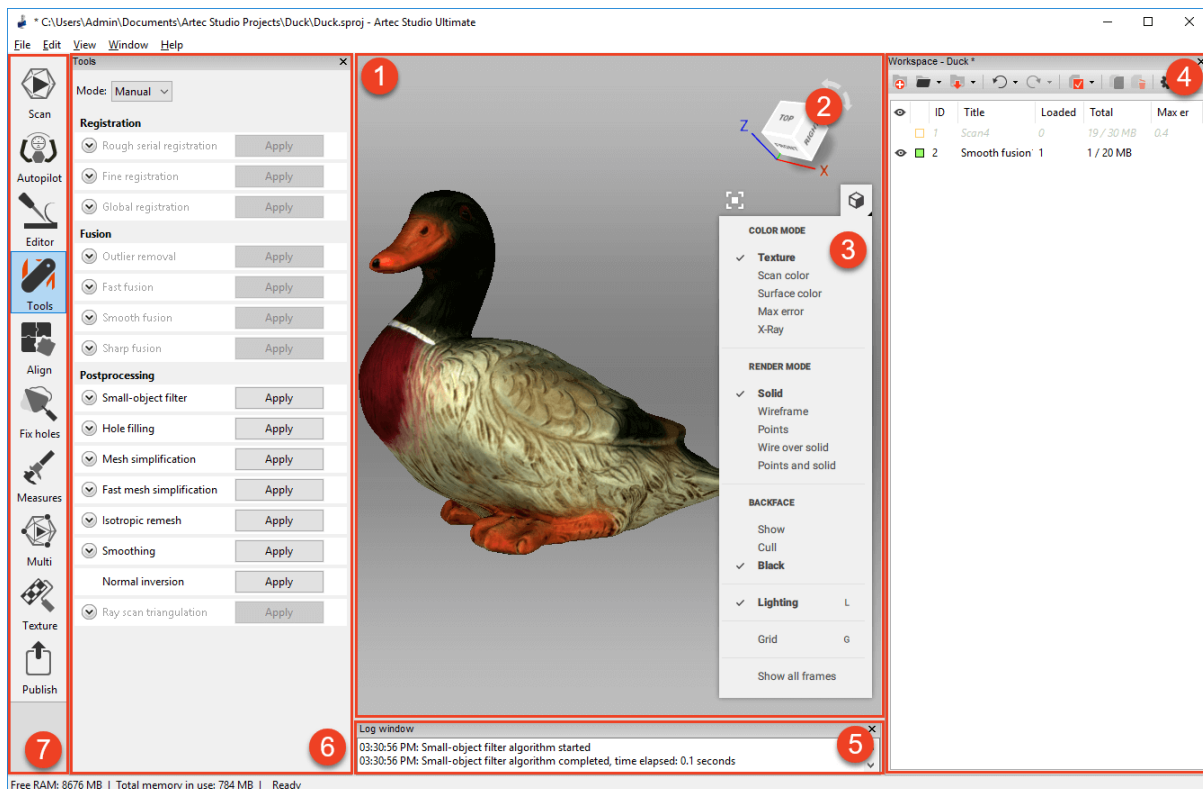 * C:\Users\Admin\Documents\Artec Studio Projects\Duck\Duck.sproj - Artec Studio Ultimate
File Edit View Window Help
Scan
Autopilot
Editor
Tools
Align
Fix holes
Measures
Multi
Texture
Publish
7
Tools
Mode: Manual
Registration
Rough serial registration Apply
Fine registration Apply
Global registration Apply
Fusion
Outlier removal Apply
Fast fusion Apply
Smooth fusion Apply
Sharp fusion Apply
Postprocessing
Small-object filter Apply
Hole filling Apply
Mesh simplification Apply
Fast mesh simplification Apply
Isotropic remesh Apply
Smoothing Apply
Normal inversion Apply
Ray scan triangulation Apply
6
1
2
TOP
RIGHT
FRONT
Z
X
3
COLOR MODE
Texture
Scan color
Surface color
Max error
X-Ray
RENDER MODE
Solid
Wireframe
Points
Wire over solid
Points and solid
BACKFACE
Show
Cull
Black
Lighting L
Grid G
Show all frames
Log window
03:30:56 PM: Small-object filter algorithm started
03:30:56 PM: Small-object filter algorithm completed, time elapsed: 0.1 seconds
5
Workspace - Duck *
4
ID Title Loaded Total Max er
1 Scan4 0 19 / 30 MB 0.4
2 Smooth fusion 1 1 / 20 MB
Free RAM: 8676 MB | Total memory in use: 784 MB | Ready